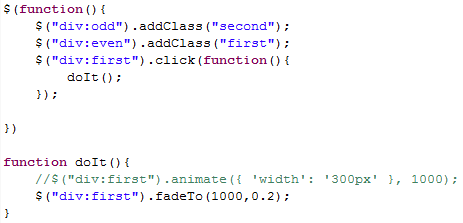 $(function(){
    $("div:odd").addClass("second");
    $("div:even").addClass("first");
    $("div:first").click(function(){
        doIt();
    });

})

function doIt(){
    //$("div:first").animate({ 'width': '300px' }, 1000);
    $("div:first").fadeTo(1000,0.2);
}